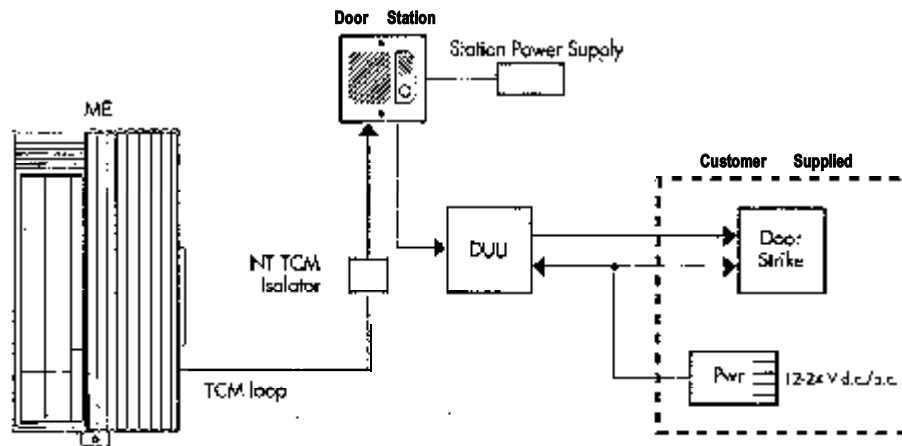 Door Station
Station Power Supply
ME
Customer Supplied
DUU
Door
Strike
NT TCM
Isolator
Pwr
12-24 V d.c./a.c.
TCM loop